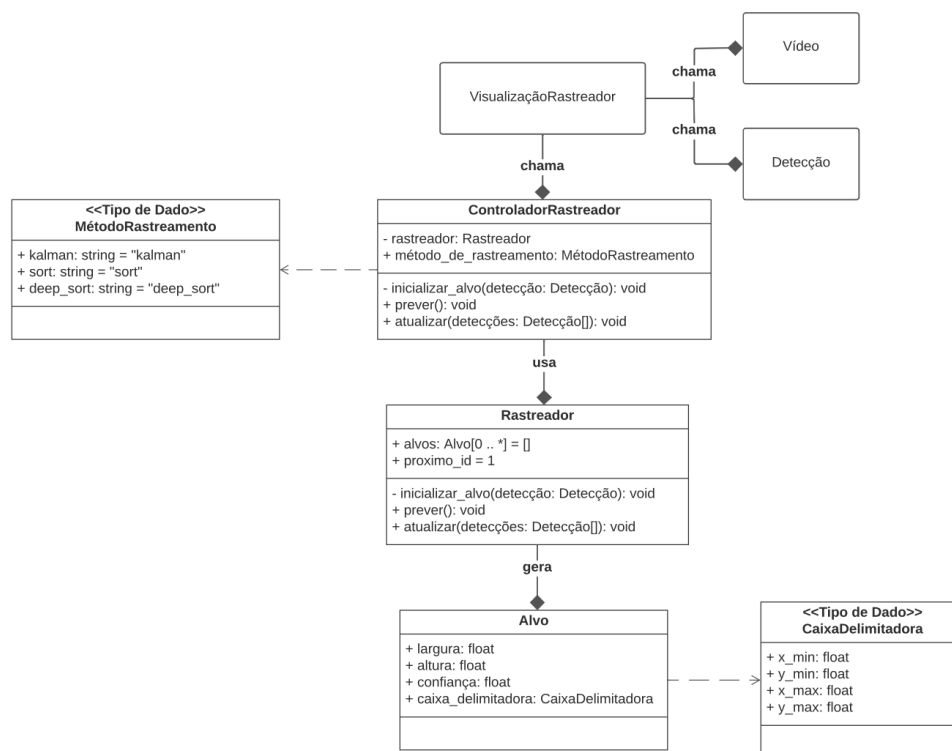 Vídeo
chama
VisualizaçãoRastreador
chama
Detecção
chama
<<Tipo de Dado>>
MétodoRastreamento
+ kalman: string = "kalman"
+ sort: string = "sort"
+ deep_sort: string = "deep_sort"
ControladorRastreador
- rastreador: Rastreador
+ método_de_rastreamento: MétodoRastreamento
- inicializar_alvo(detecção: Detecção): void
+ prever(): void
+ atualizar(detecções: Detecção[]): void
usa
Rastreador
+ alvos: Alvo[0 .. *] = []
+ proximo_id = 1
- inicializar_alvo(detecção: Detecção): void
+ prever(): void
+ atualizar(detecções: Detecção[]): void
gera
Alvo
+ largura: float
+ altura: float
+ confiança: float
+ caixa_delimitadora: CaixaDelimitadora
<<Tipo de Dado>>
CaixaDelimitadora
+ x_min: float
+ y_min: float
+ x_max: float
+ y_max: float